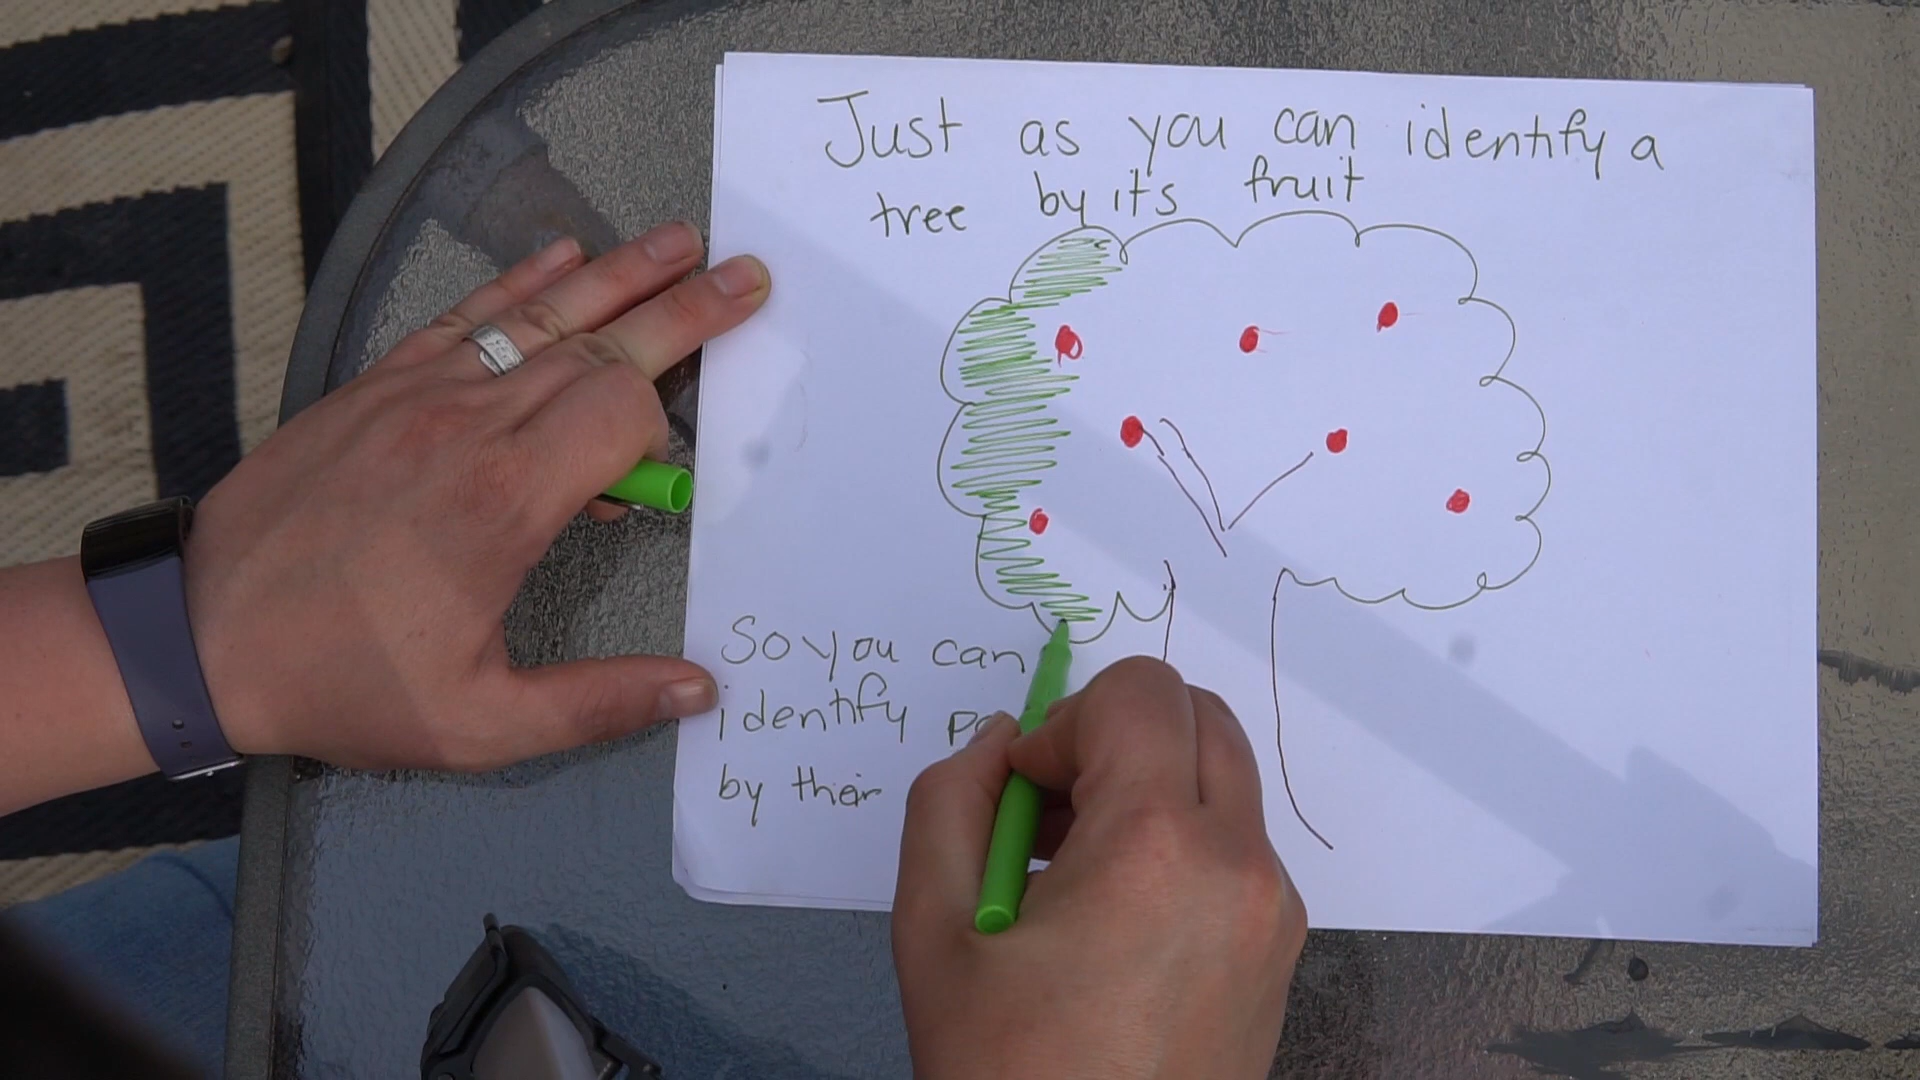 Just as you can identify a
tree by it's fruit
So you can
identify
by their